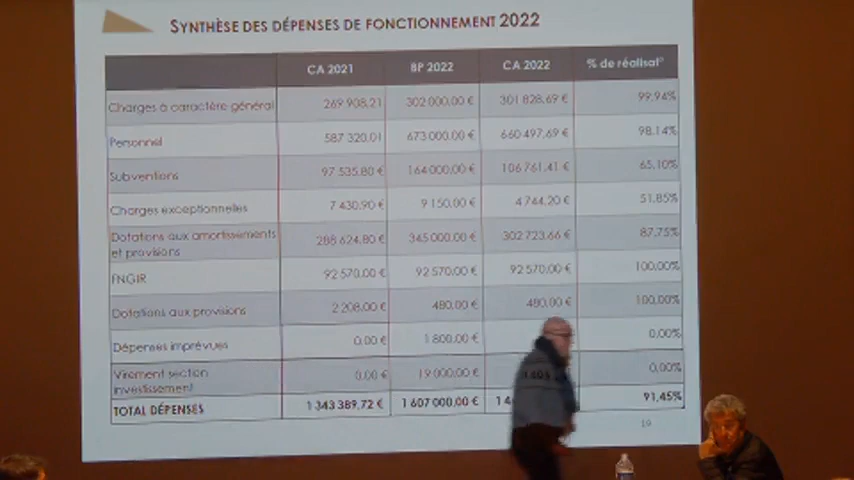 SYNTHÈSE DES DÉPENSES DE FONCTIONNEMENT 2022
CA 2021 BP 2022 CA 2022 % de réalisat°
Charges à caractère général 269 908.21 302 000.00 € 301 828.69 € 99.94%
Personnel 587 320.01 673 000.00 € 660 497.69 € 98.14%
Subventions 97 535.80 € 164 000.00 € 106 761.41 € 65.10%
Charges exceptionnelles 7 430.90 € 9 150.00 € 4 744.20 € 51.85%
Dotations aux amortissements
et provisions 288 624.80 € 345 000.00 € 302 723.66 € 87.75%
FNGIR 92 570.00 € 92 570.00 € 92 570.00 € 100.00%
Dotations aux provisions 2 208.00 € 480.00 € 480.00 € 100.00%
Dépenses imprévues 0.00 € 1 800.00 € 0.00%
Virement section
investissement 0.00 € 19 000.00 € 0.00%
TOTAL DÉPENSES 1 343 389,72 € 1 607 000,00 € 91,45%
19